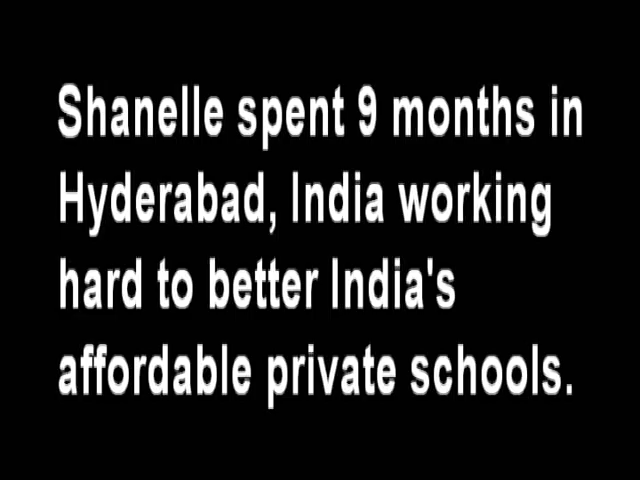 Shanelle spent 9 months in
Hyderabad, India working
hard to better India's
affordable private schools.